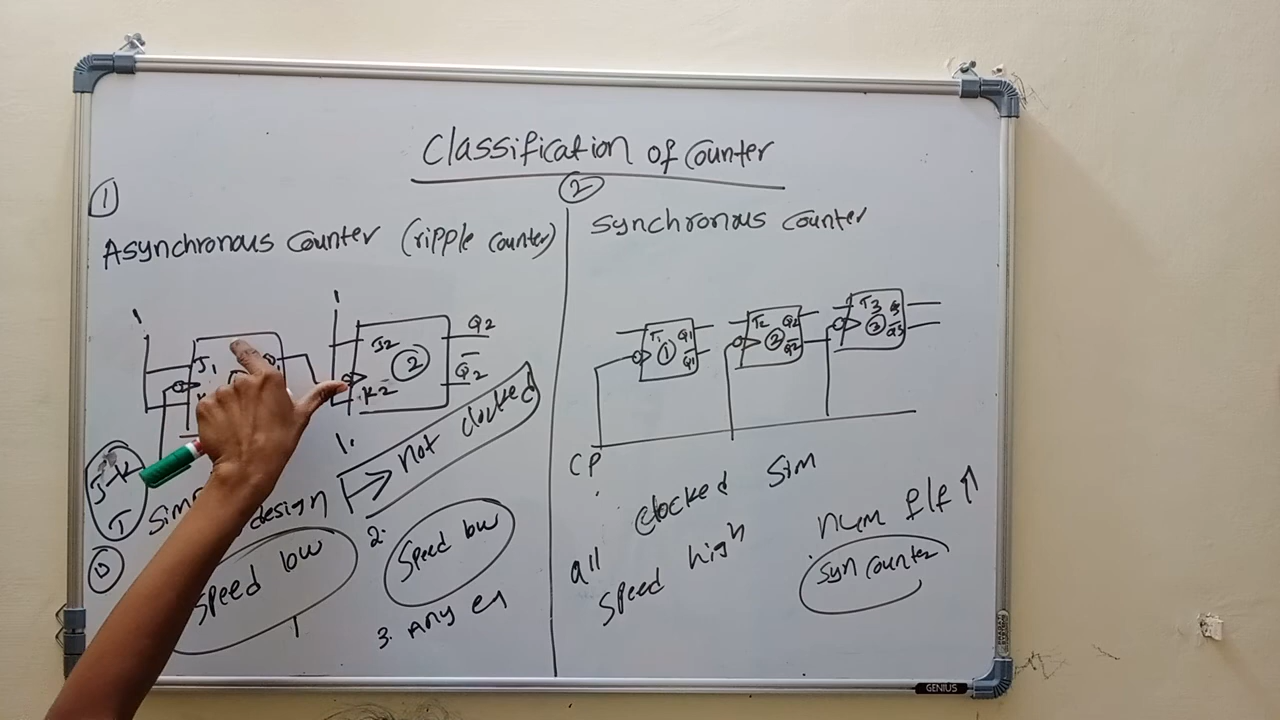 Classification of Counter
①
Asynchronous Counter (ripple Counter)
1
J1
1
J2
K2
②
Q2
Q̅2
J-K
T
D
design
Speed low
1.
not clocked
2.
Speed low
3. Any
②
Synchronous Counter
T1
①
Q1
Q̅1
T2
②
Q2
Q̅2
T3
③
Q̅3
CP
all clocked Sim
Speed high
num f/f ↑
Syn Counter
GENIUS